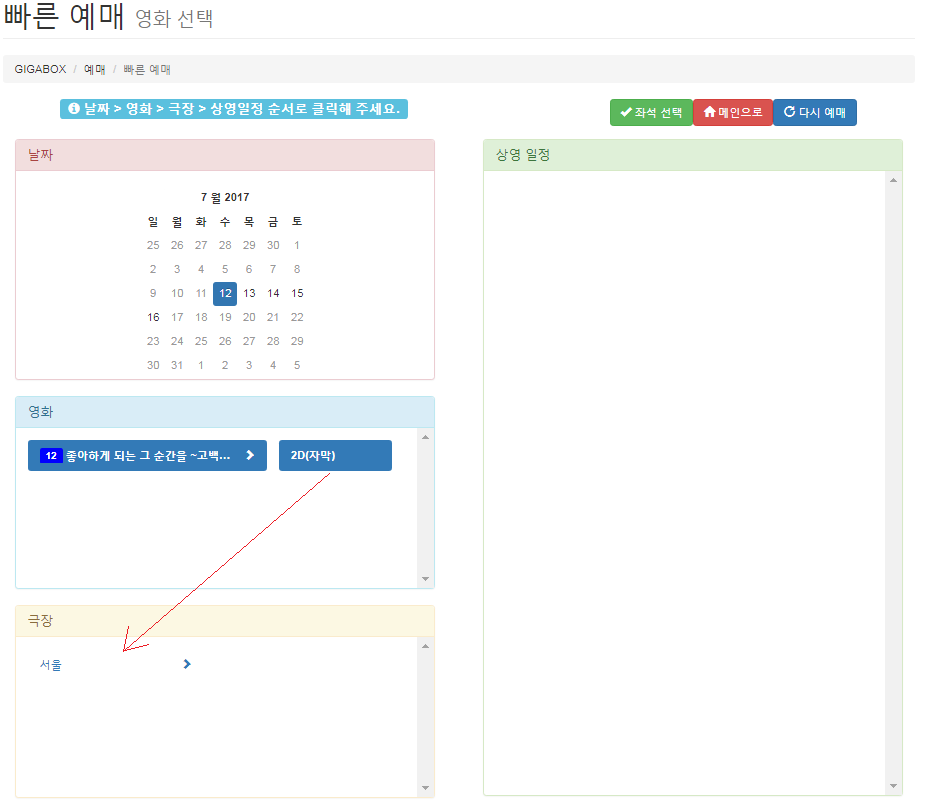 빠른 예매 영화 선택
GIGABOX / 예매 / 빠른 예매
날짜 > 영화 > 극장 > 상영일정 순서로 클릭해 주세요.
좌석 선택 메인으로 다시 예매
날짜
7 월 2017
일 월 화 수 목 금 토
25 26 27 28 29 30 1
2 3 4 5 6 7 8
9 10 11 12 13 14 15
16 17 18 19 20 21 22
23 24 25 26 27 28 29
30 31 1 2 3 4 5
영화
12 좋아하게 되는 그 순간을 ~고백... 2D(자막)
극장
서울
상영 일정